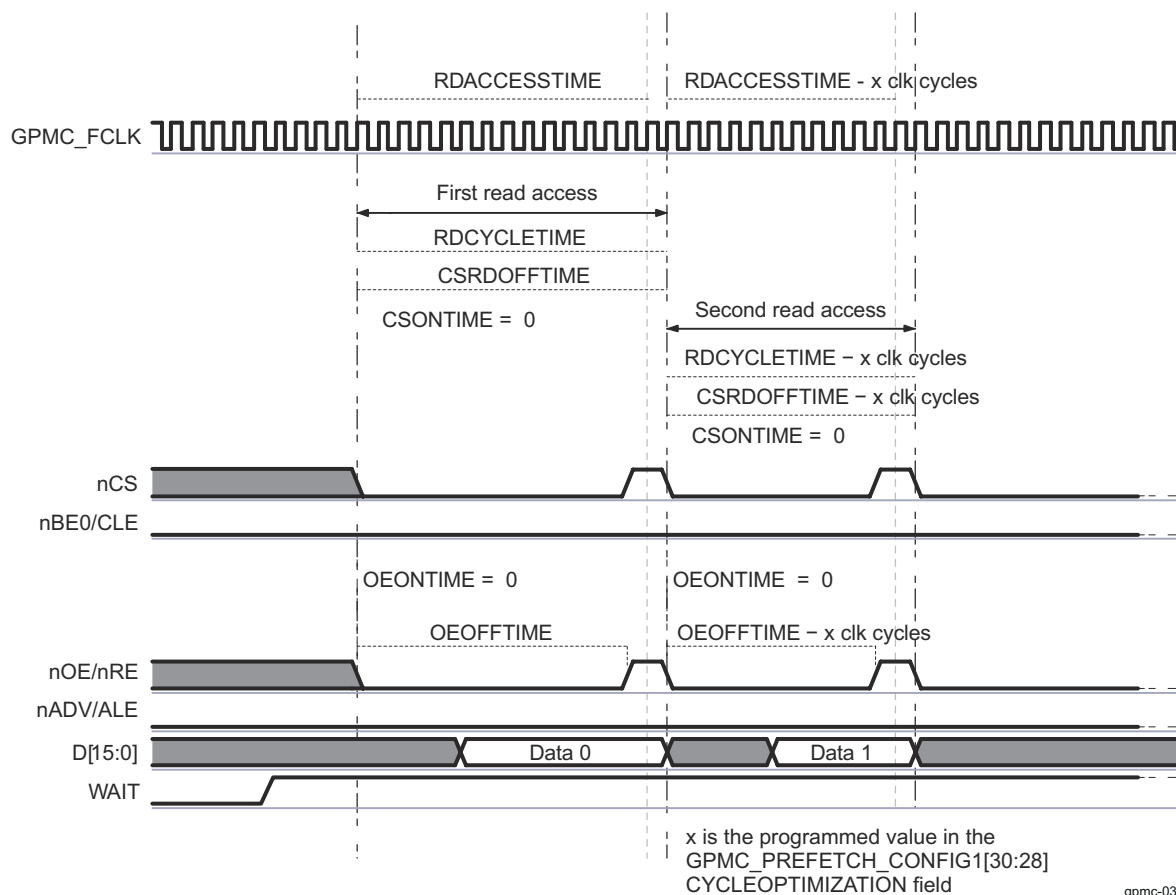 RDACCESSTIME
RDACCESSTIME - x clk cycles
GPMC_FCLK
First read access
RDCYCLETIME
CSRDOFFTIME
CSONTIME = 0
Second read access
RDCYCLETIME − x clk cycles
CSRDOFFTIME − x clk cycles
CSONTIME = 0
nCS
nBE0/CLE
OEONTIME = 0
OEONTIME = 0
OEOFFTIME
OEOFFTIME − x clk cycles
nOE/nRE
nADV/ALE
D[15:0]
Data 0
Data 1
WAIT
x is the programmed value in the
GPMC_PREFETCH_CONFIG1[30:28]
CYCLEOPTIMIZATION field
gpmc-03